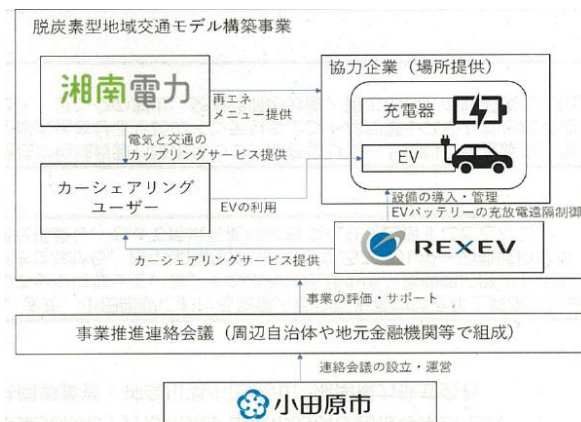 脱炭素型地域交通モデル構築事業
湘南電力
再エネ
メニュー提供
協力企業（場所提供）
充電器
EV
電気と交通の
カップリングサービス提供
カーシェアリング
ユーザー
EVの利用
設備の導入・管理
EVバッテリーの充放電遠隔制御
REXEV
カーシェアリングサービス提供
事業の評価・サポート
事業推進連絡会議（周辺自治体や地元金融機関等で組成）
連絡会議の設立・運営
小田原市